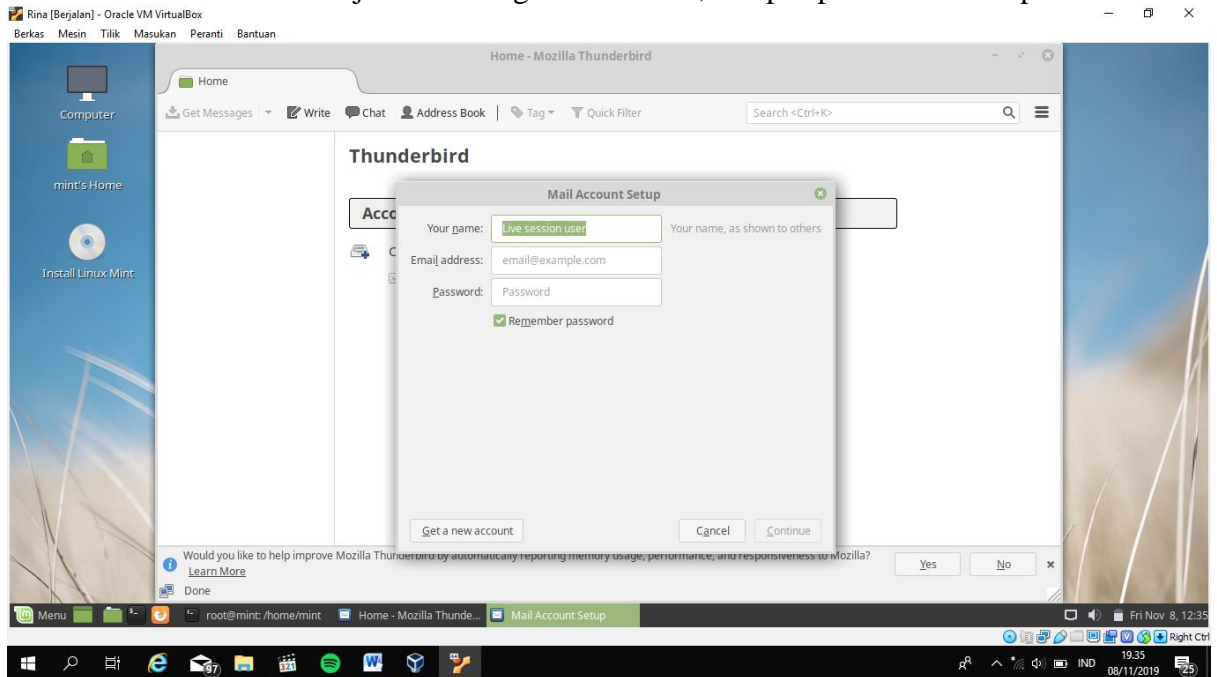 Rina [Berjalan] - Oracle VM VirtualBox
Berkas Mesin Tilik Masukan Peranti Bantuan
Home - Mozilla Thunderbird
Home
Get Messages Write Chat Address Book Tag Quick Filter Search <Ctrl+K>
Computer
mint's Home
Install Linux Mint
Thunderbird
Acco
Mail Account Setup
Your name: Live session user Your name, as shown to others
Email address: email@example.com
Password: Password
Remember password
Get a new account Cancel Continue
Would you like to help improve Mozilla Thunderbird by automatically reporting memory usage, performance, and responsiveness to Mozilla? Yes No
Learn More
Done
Menu root@mint: /home/mint Home - Mozilla Thunde... Mail Account Setup Fri Nov 8, 12:35
Right Ctrl
97 321 IND 19.35
08/11/2019 25